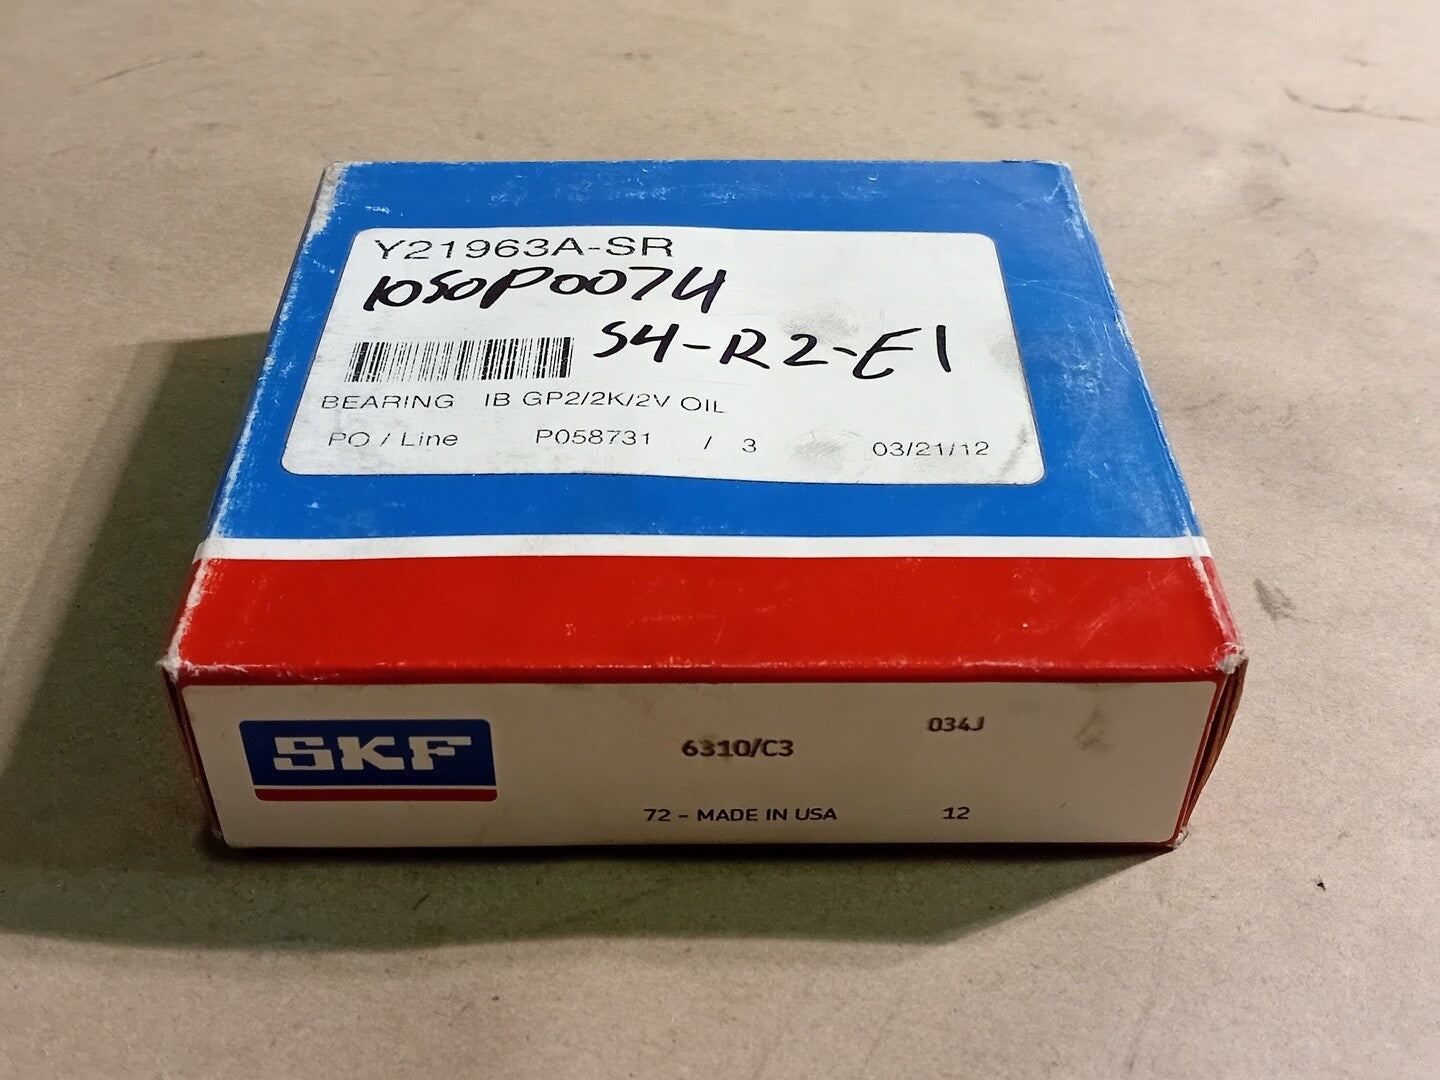 Y21963A-SR
1050P0074
S4-R2-E1
BEARING IB GP2/2K/2V OIL
PO / Line P058731 / 3 03/21/12
SKF
6310/C3
034J
72 - MADE IN USA
12